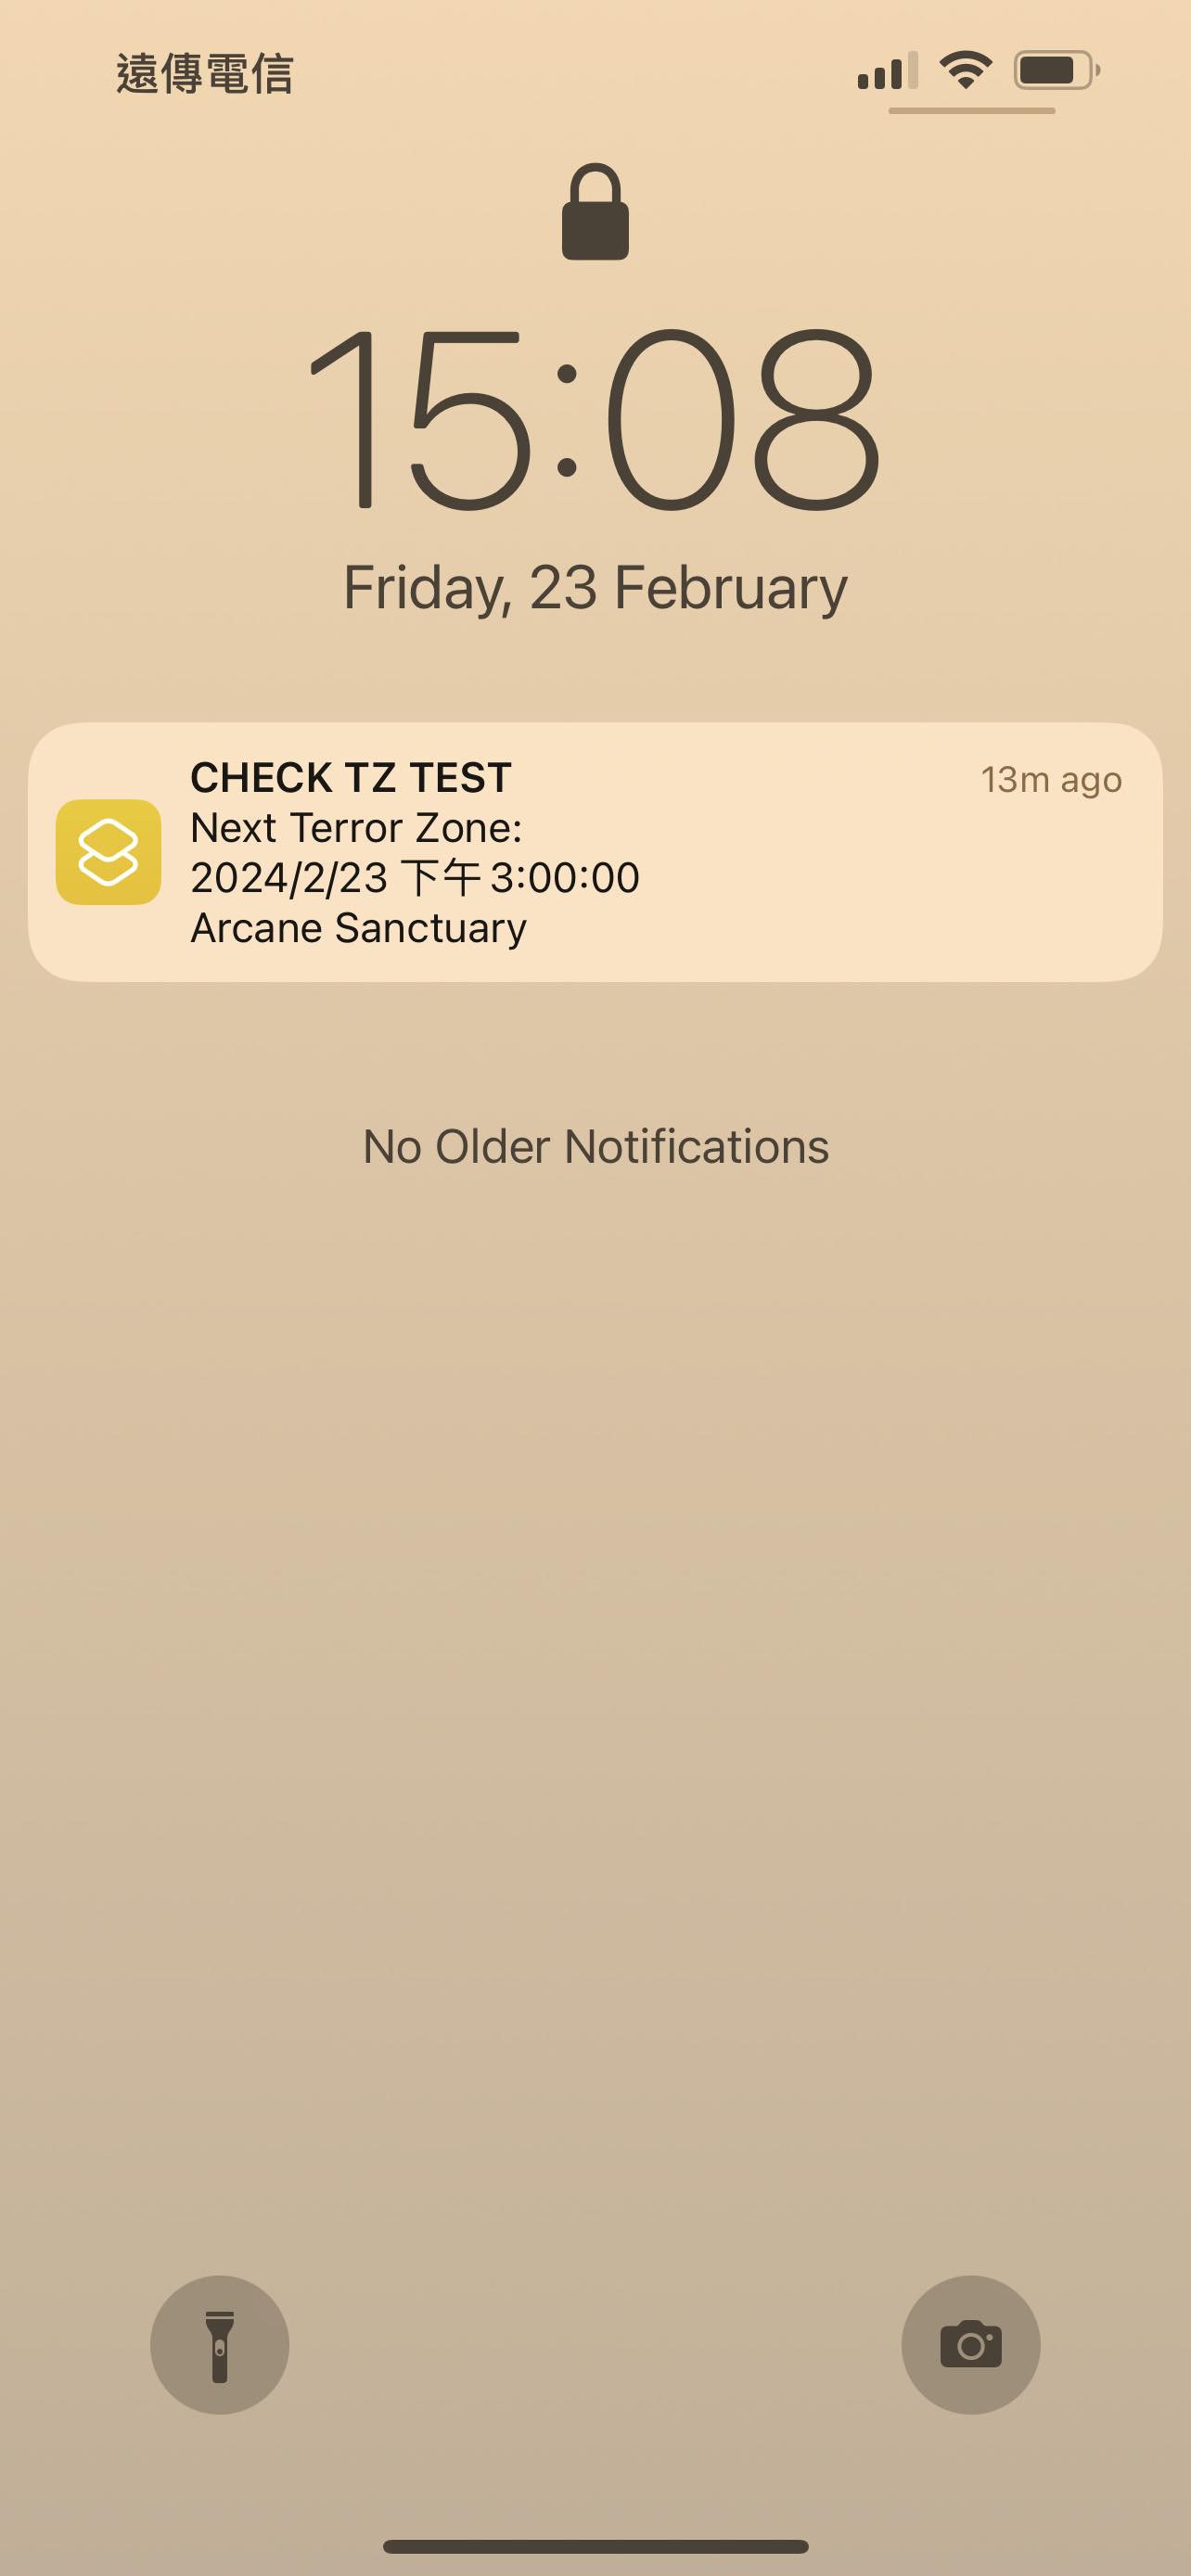 遠傳電信
15:08
Friday, 23 February
CHECK TZ TEST
13m ago
Next Terror Zone:
2024/2/23 下午3:00:00
Arcane Sanctuary
No Older Notifications